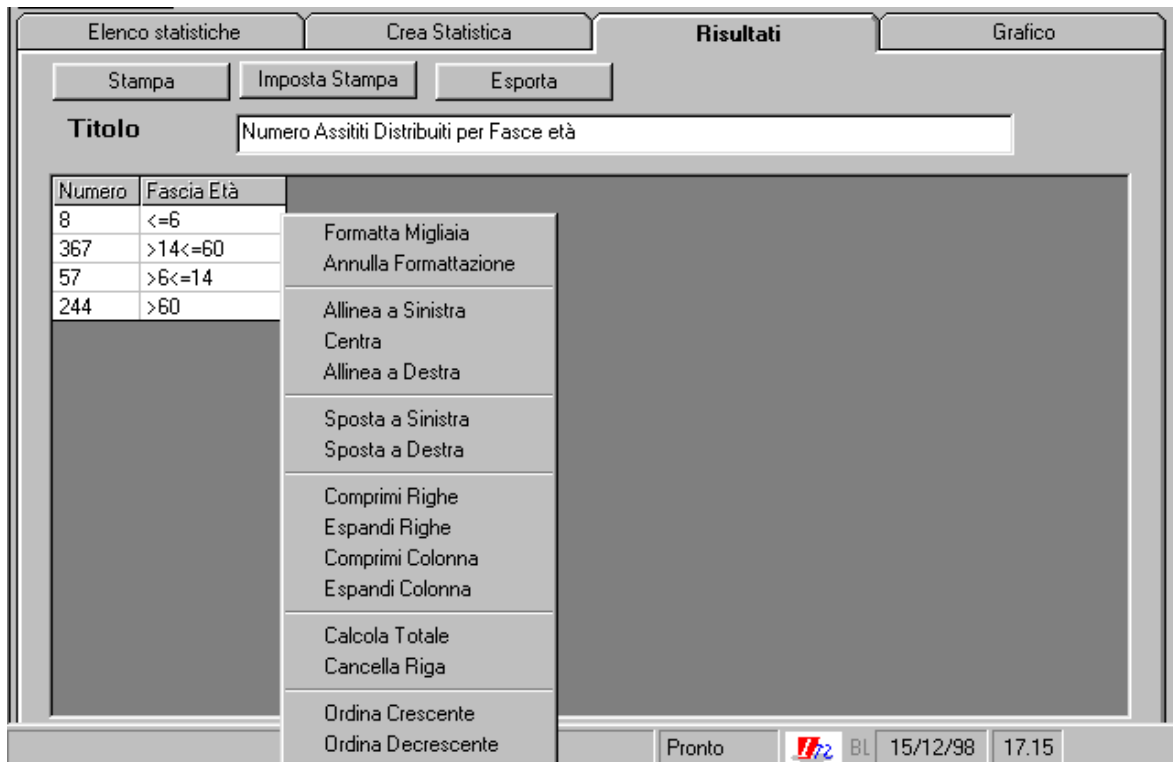 Elenco statistiche Crea Statistica Risultati Grafico
Stampa Imposta Stampa Esporta
Titolo Numero Assititi Distribuiti per Fasce età
Numero Fascia Età
8 <=6
367 >14<=60
57 >6<=14
244 >60
Formatta Migliaia
Annulla Formattazione
Allinea a Sinistra
Centra
Allinea a Destra
Sposta a Sinistra
Sposta a Destra
Comprimi Righe
Espandi Righe
Comprimi Colonna
Espandi Colonna
Calcola Totale
Cancella Riga
Ordina Crescente
Ordina Decrescente
Pronto BL 15/12/98 17.15